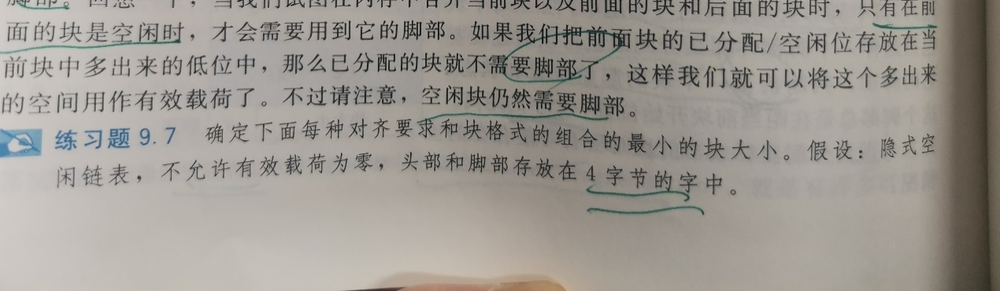 脚部。回想一下，当我们试图在内存中合并当前块以及前面的块和后面的块时，只有在前
面的块是空闲时，才会需要用到它的脚部。如果我们把前面块的已分配/空闲位存放在当
前块中多出来的低位中，那么已分配的块就不需要脚部了，这样我们就可以将这个多出来
的空间用作有效载荷了。不过请注意，空闲块仍然需要脚部。
练习题 9.7 确定下面每种对齐要求和块格式的组合的最小的块大小。假设：隐式空
闲链表，不允许有效载荷为零，头部和脚部存放在 4 字节的字中。